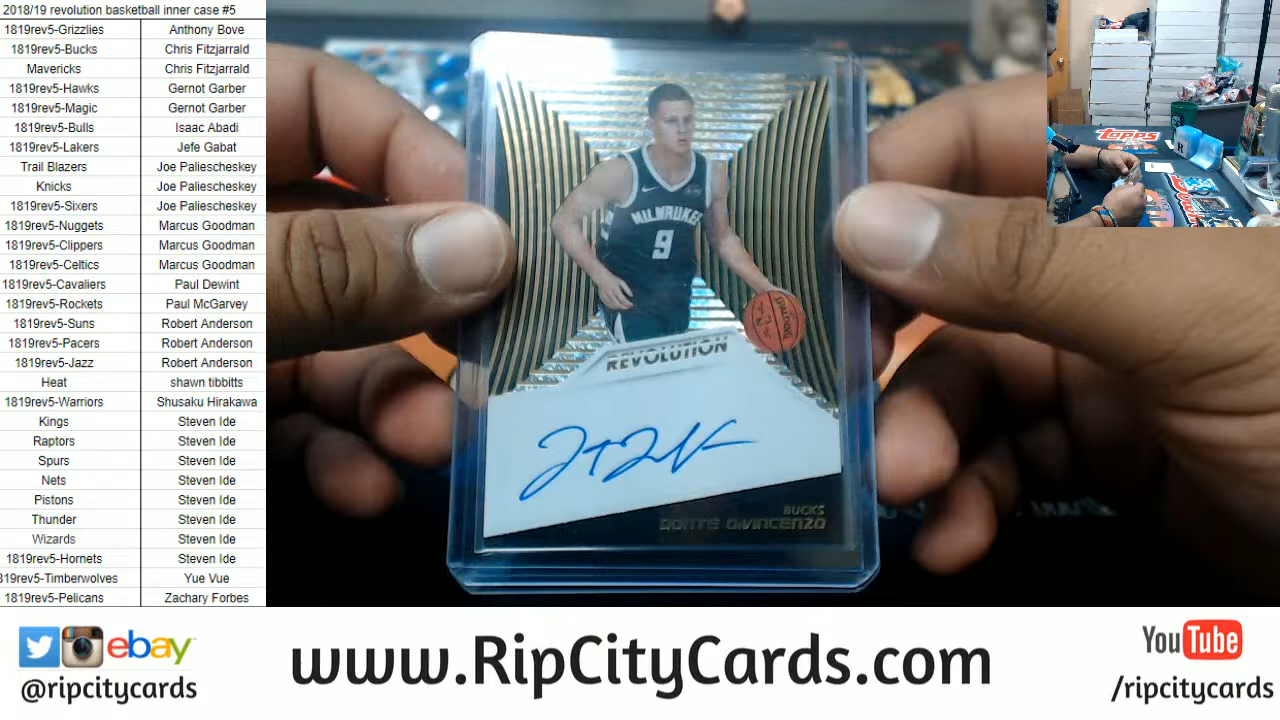 2018/19 revolution basketball inner case #5
1819rev5-Grizzlies Anthony Bove
1819rev5-Bucks Chris Fitzjarrald
Mavericks Chris Fitzjarrald
1819rev5-Hawks Gernot Garber
1819rev5-Magic Gernot Garber
1819rev5-Bulls Isaac Abadi
1819rev5-Lakers Jefe Gabat
Trail Blazers Joe Paliescheskey
Knicks Joe Paliescheskey
1819rev5-Sixers Joe Paliescheskey
1819rev5-Nuggets Marcus Goodman
1819rev5-Clippers Marcus Goodman
1819rev5-Celtics Marcus Goodman
1819rev5-Cavaliers Paul Dewint
1819rev5-Rockets Paul McGarvey
1819rev5-Suns Robert Anderson
1819rev5-Pacers Robert Anderson
1819rev5-Jazz Robert Anderson
Heat shawn tibbitts
1819rev5-Warriors Shusaku Hirakawa
Kings Steven Ide
Raptors Steven Ide
Spurs Steven Ide
Nets Steven Ide
Pistons Steven Ide
Thunder Steven Ide
Wizards Steven Ide
1819rev5-Hornets Steven Ide
819rev5-Timberwolves Yue Vue
1819rev5-Pelicans Zachary Forbes
MILWAUKEE
9
SPALDING
REVOLUTION
BUCKS
DONTE DIVINCENZO
TOPPS
ebay
@ripcitycards
www.RipCityCards.com
YouTube
/ripcitycards